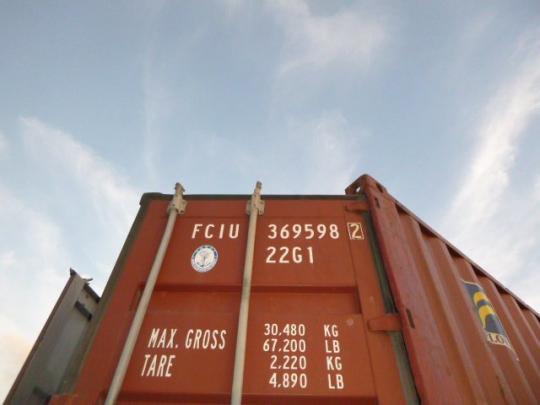 FCIU 369598 2
22G1
MAX. GROSS 30,480 KG
67,200 LB
TARE 2,220 KG
4,890 LB